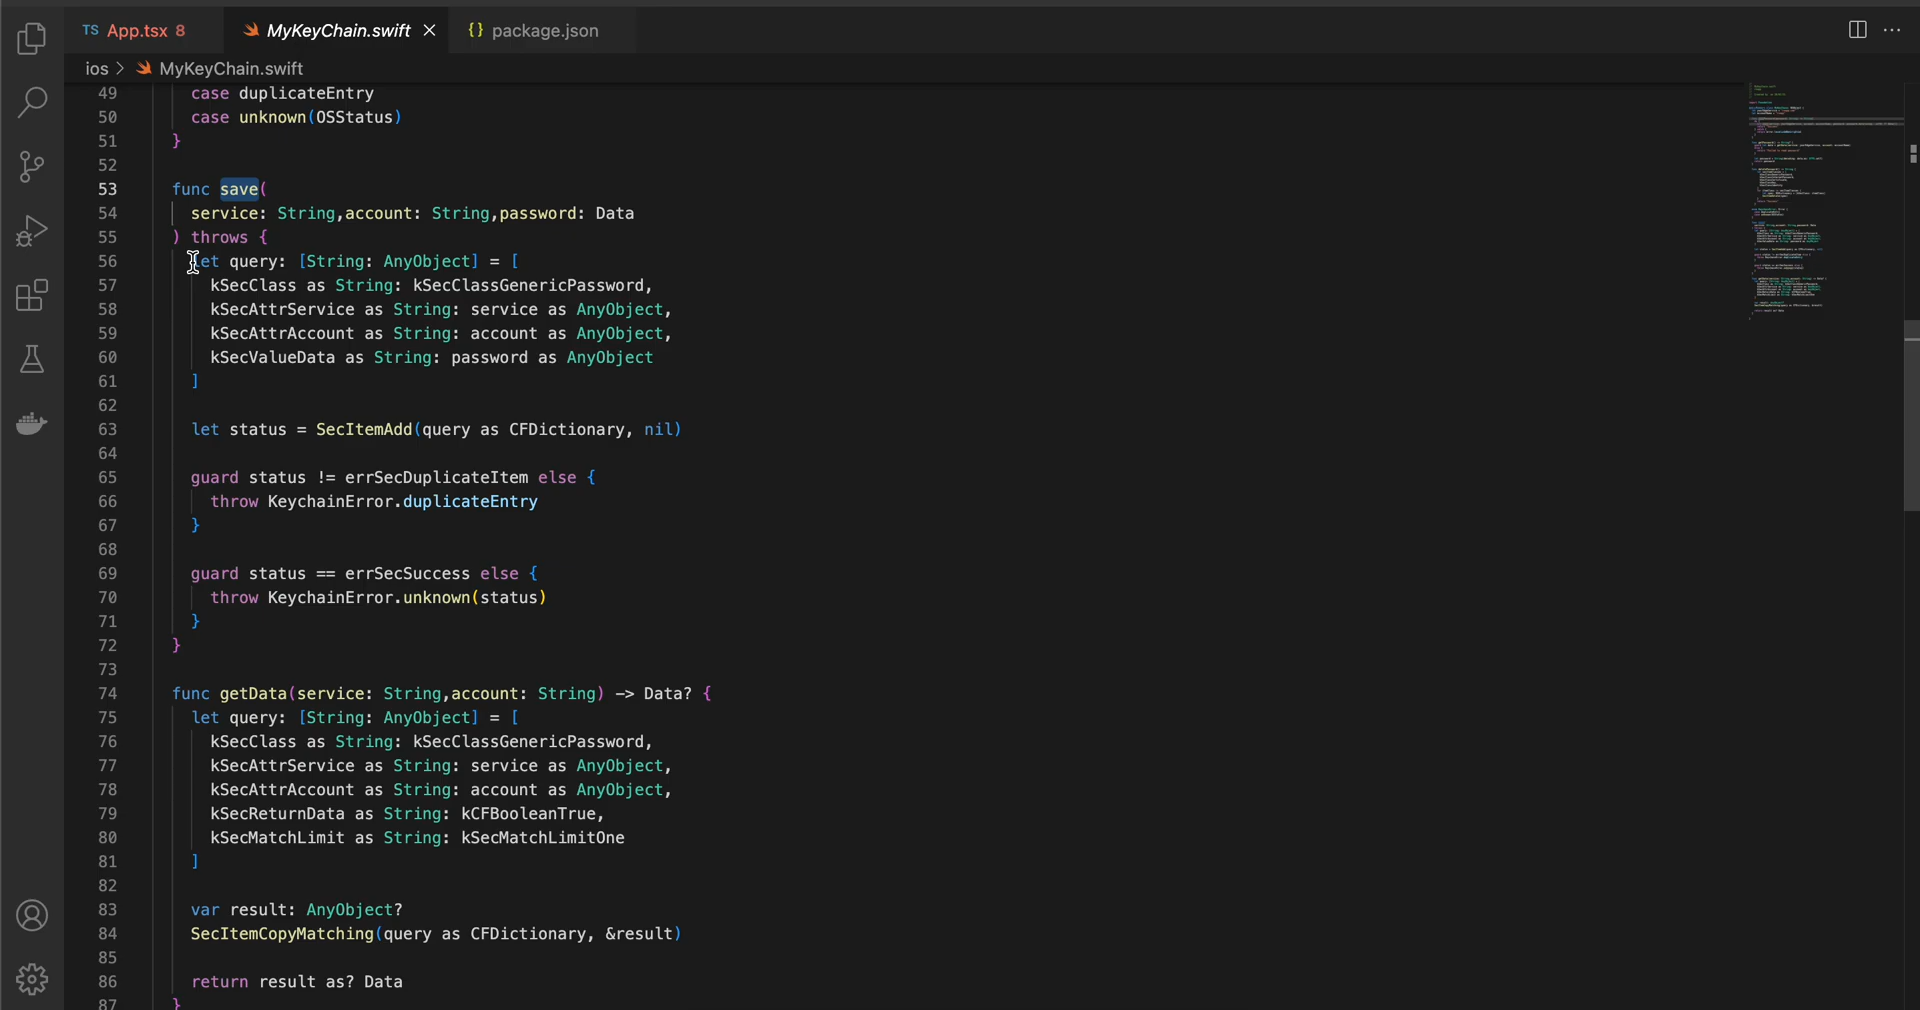 TS App.tsx 8 MyKeyChain.swift {} package.json
ios > MyKeyChain.swift
49 case duplicateEntry
50 case unknown(OSStatus)
51 }
52
53 func save(
54 service: String,account: String,password: Data
55 ) throws {
56 let query: [String: AnyObject] = [
57 kSecClass as String: kSecClassGenericPassword,
58 kSecAttrService as String: service as AnyObject,
59 kSecAttrAccount as String: account as AnyObject,
60 kSecValueData as String: password as AnyObject
61 ]
62
63 let status = SecItemAdd(query as CFDictionary, nil)
64
65 guard status != errSecDuplicateItem else {
66 throw KeychainError.duplicateEntry
67 }
68
69 guard status == errSecSuccess else {
70 throw KeychainError.unknown(status)
71 }
72 }
73
74 func getData(service: String,account: String) -> Data? {
75 let query: [String: AnyObject] = [
76 kSecClass as String: kSecClassGenericPassword,
77 kSecAttrService as String: service as AnyObject,
78 kSecAttrAccount as String: account as AnyObject,
79 kSecReturnData as String: kCFBooleanTrue,
80 kSecMatchLimit as String: kSecMatchLimitOne
81 ]
82
83 var result: AnyObject?
84 SecItemCopyMatching(query as CFDictionary, &result)
85
86 return result as? Data
87 }